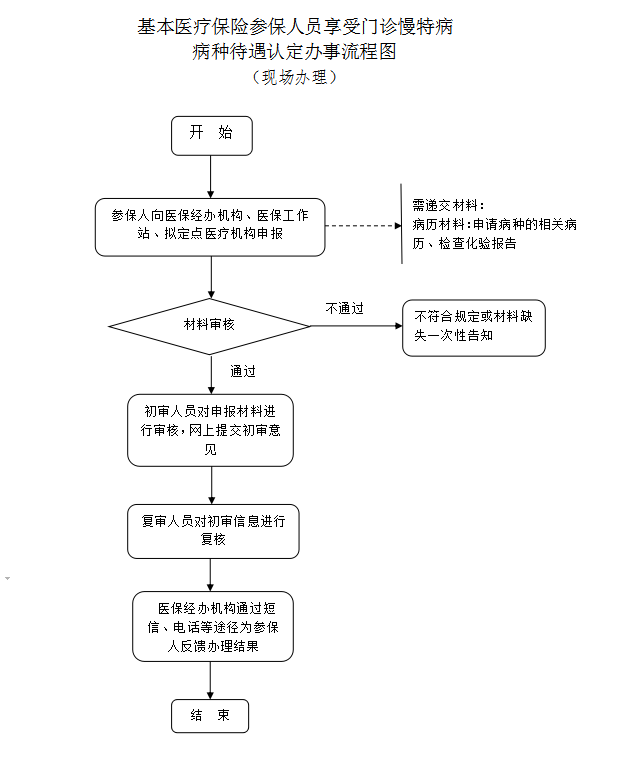 基本医疗保险参保人员享受门诊慢特病
病种待遇认定办事流程图
（现场办理）
开 始
参保人向医保经办机构、医保工作
站、拟定点医疗机构申报
需递交材料：
病历材料：申请病种的相关病
历、检查化验报告
材料审核
不通过
不符合规定或材料缺
失一次性告知
通过
初审人员对申报材料进
行审核，网上提交初审意
见
复审人员对初审信息进行
复核
医保经办机构通过短
信、电话等途径为参保
人反馈办理结果
结 束